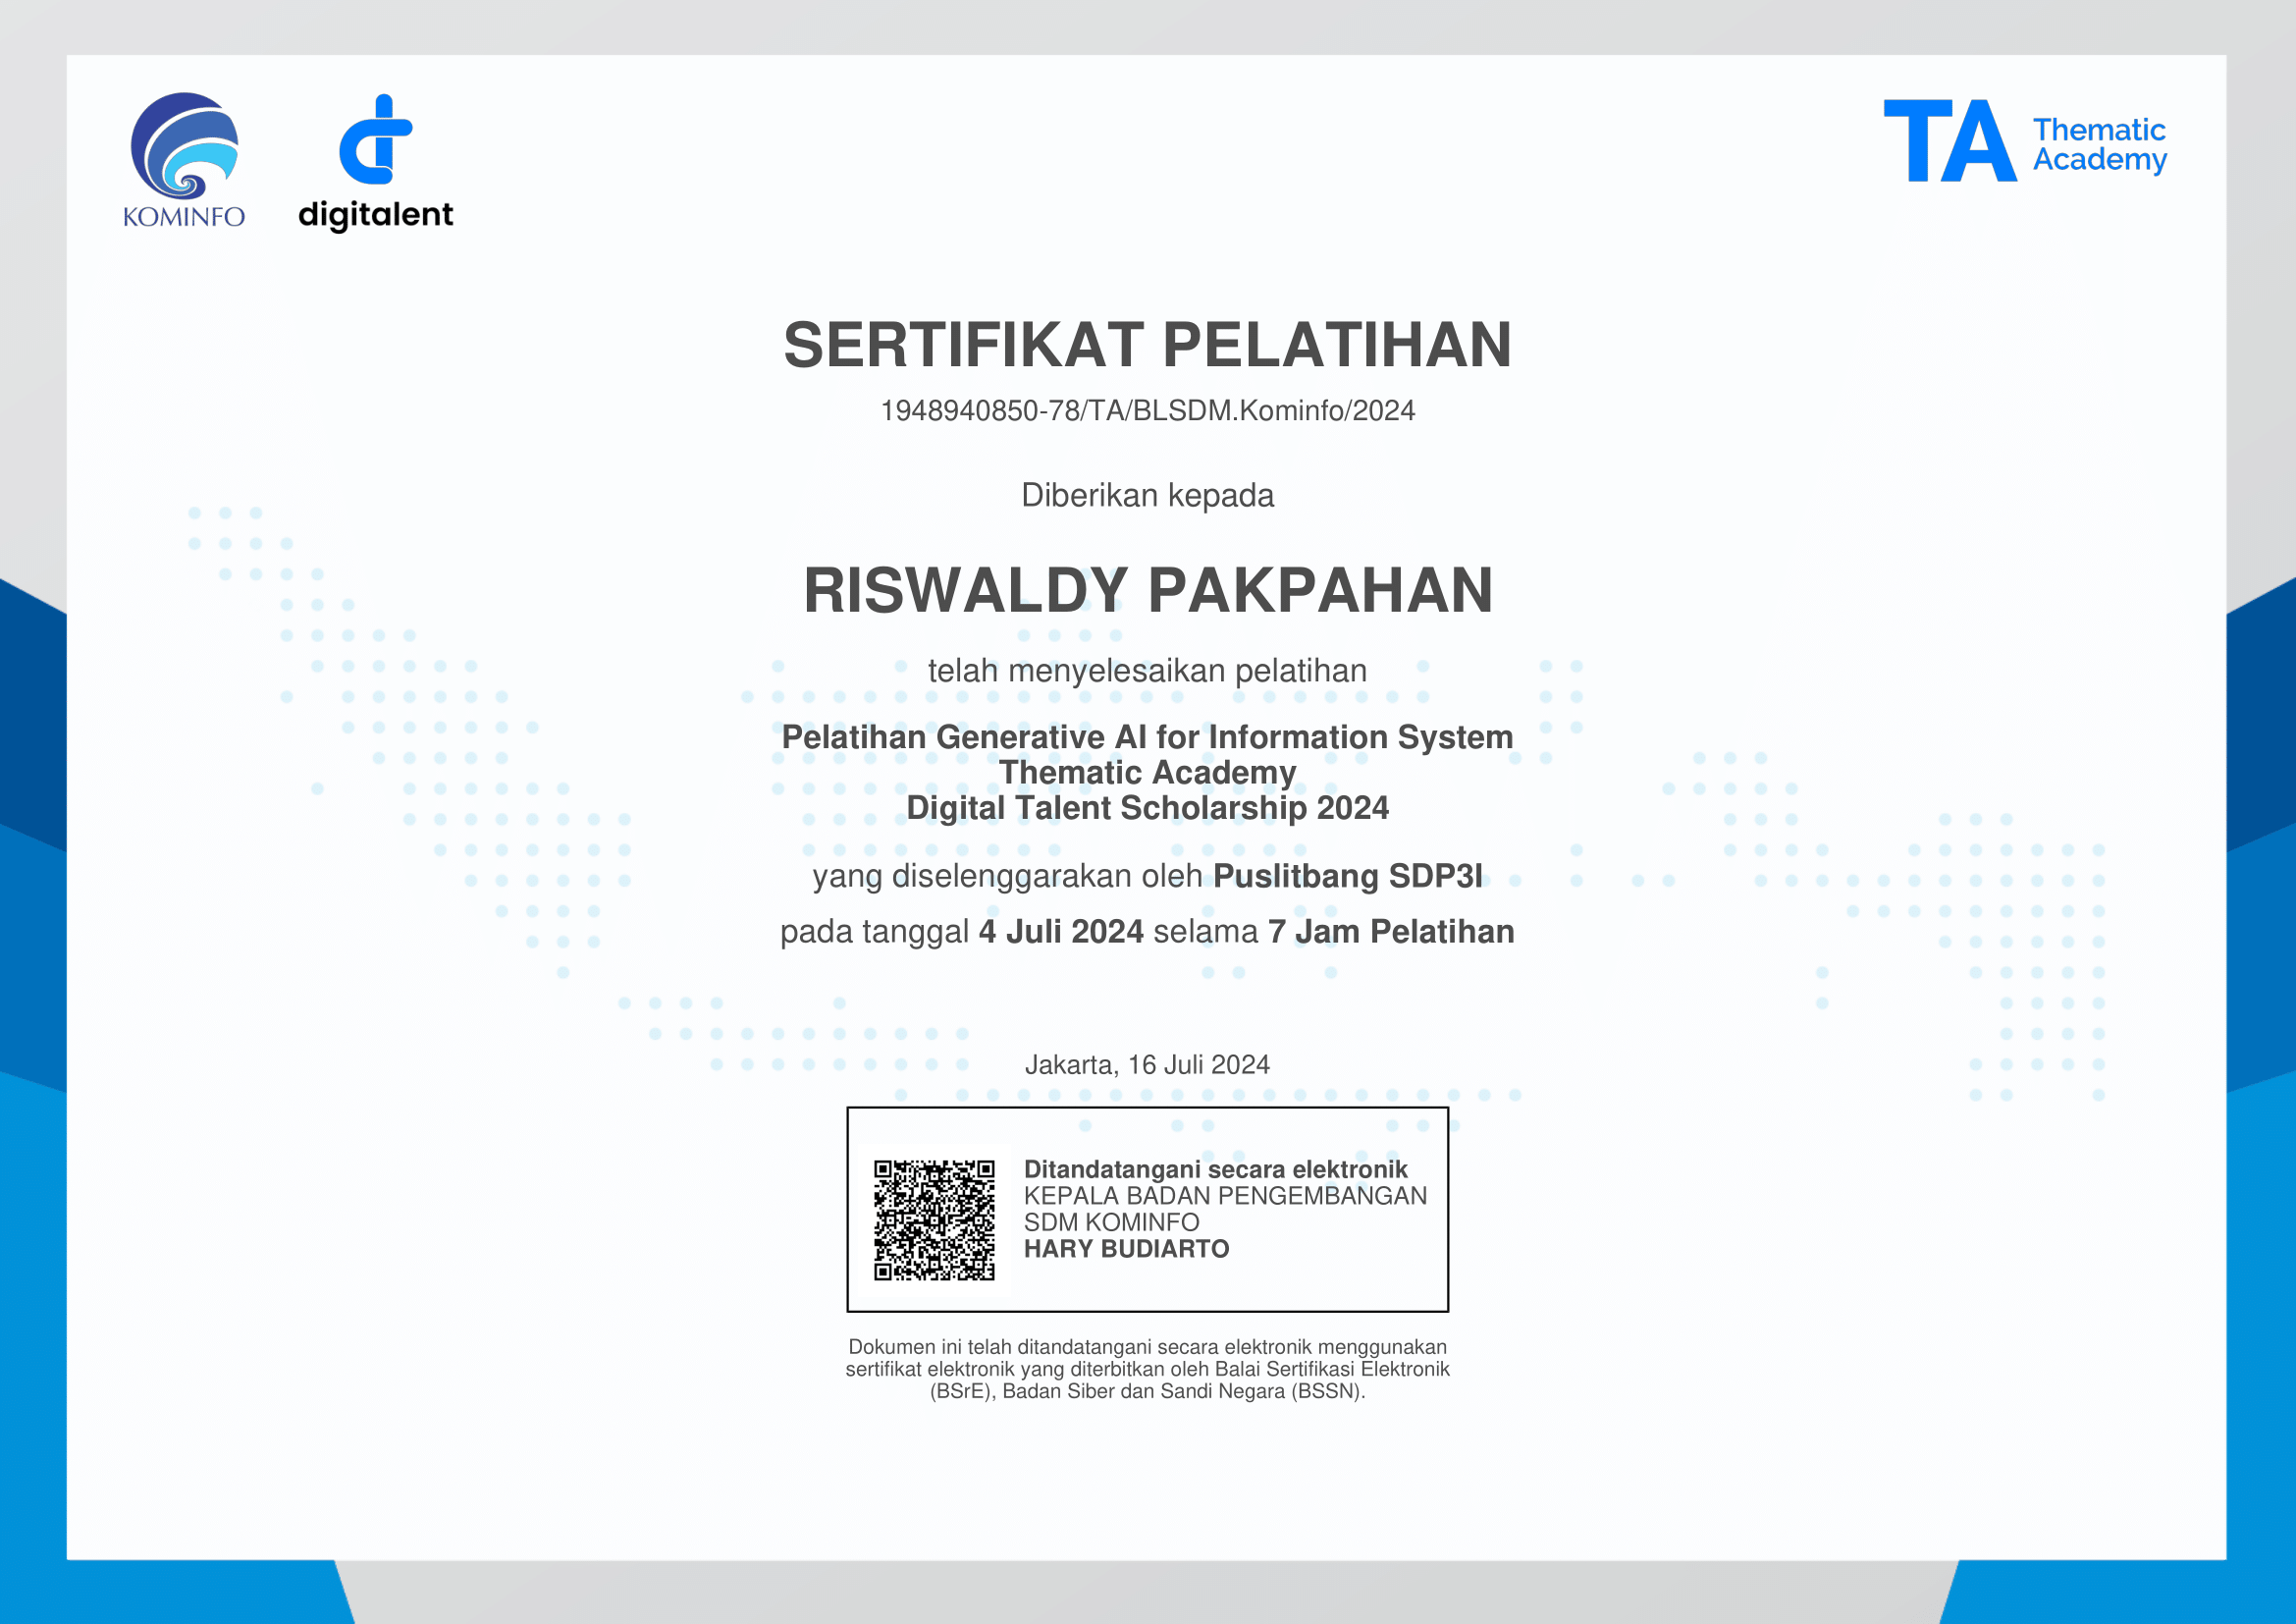 KOMINFO
digitalent
TA Thematic
Academy
SERTIFIKAT PELATIHAN
1948940850-78/TA/BLSDM.Kominfo/2024
Diberikan kepada
RISWALDY PAKPAHAN
telah menyelesaikan pelatihan
Pelatihan Generative AI for Information System
Thematic Academy
Digital Talent Scholarship 2024
yang diselenggarakan oleh Puslitbang SDP3I
pada tanggal 4 Juli 2024 selama 7 Jam Pelatihan
Jakarta, 16 Juli 2024
Ditandatangani secara elektronik
KEPALA BADAN PENGEMBANGAN
SDM KOMINFO
HARY BUDIARTO
Dokumen ini telah ditandatangani secara elektronik menggunakan
sertifikat elektronik yang diterbitkan oleh Balai Sertifikasi Elektronik
(BSrE), Badan Siber dan Sandi Negara (BSSN).